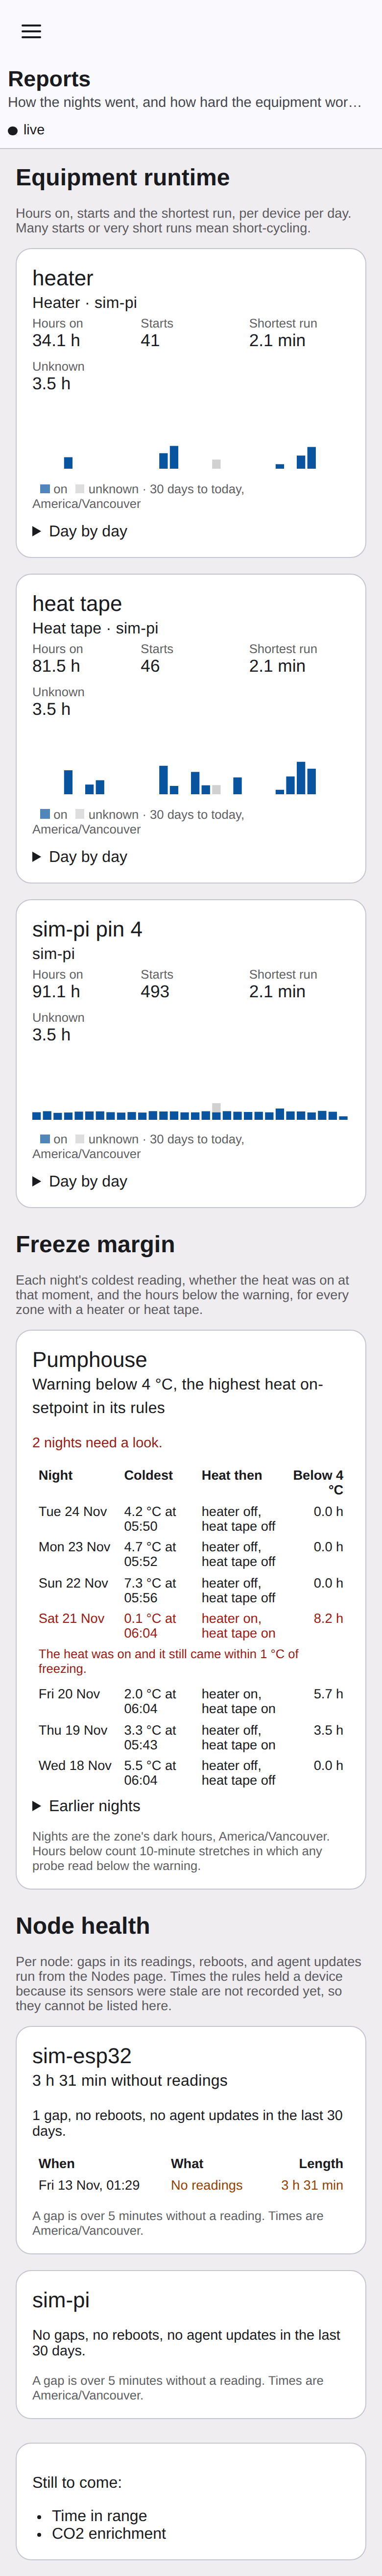 Reports
How the nights went, and how hard the equipment wor…
live
Equipment runtime
Hours on, starts and the shortest run, per device per day.
Many starts or very short runs mean short-cycling.
heater
Heater · sim-pi
Hours on Starts Shortest run
34.1 h 41 2.1 min
Unknown
3.5 h
on unknown · 30 days to today,
America/Vancouver
Day by day
heat tape
Heat tape · sim-pi
Hours on Starts Shortest run
81.5 h 46 2.1 min
Unknown
3.5 h
on unknown · 30 days to today,
America/Vancouver
Day by day
sim-pi pin 4
sim-pi
Hours on Starts Shortest run
91.1 h 493 2.1 min
Unknown
3.5 h
on unknown · 30 days to today,
America/Vancouver
Day by day
Freeze margin
Each night's coldest reading, whether the heat was on at
that moment, and the hours below the warning, for every
zone with a heater or heat tape.
Pumphouse
Warning below 4 °C, the highest heat on-
setpoint in its rules
2 nights need a look.
Night Coldest Heat then Below 4
°C
Tue 24 Nov 4.2 °C at heater off, 0.0 h
05:50 heat tape off
Mon 23 Nov 4.7 °C at heater off, 0.0 h
05:52 heat tape off
Sun 22 Nov 7.3 °C at heater off, 0.0 h
05:56 heat tape off
Sat 21 Nov 0.1 °C at heater on, 8.2 h
06:04 heat tape on
The heat was on and it still came within 1 °C of
freezing.
Fri 20 Nov 2.0 °C at heater on, 5.7 h
06:04 heat tape on
Thu 19 Nov 3.3 °C at heater off, 3.5 h
05:43 heat tape on
Wed 18 Nov 5.5 °C at heater off, 0.0 h
06:04 heat tape off
Earlier nights
Nights are the zone's dark hours, America/Vancouver.
Hours below count 10-minute stretches in which any
probe read below the warning.
Node health
Per node: gaps in its readings, reboots, and agent updates
run from the Nodes page. Times the rules held a device
because its sensors were stale are not recorded yet, so
they cannot be listed here.
sim-esp32
3 h 31 min without readings
1 gap, no reboots, no agent updates in the last 30
days.
When What Length
Fri 13 Nov, 01:29 No readings 3 h 31 min
A gap is over 5 minutes without a reading. Times are
America/Vancouver.
sim-pi
No gaps, no reboots, no agent updates in the last
30 days.
A gap is over 5 minutes without a reading. Times are
America/Vancouver.
Still to come:
• Time in range
• CO2 enrichment